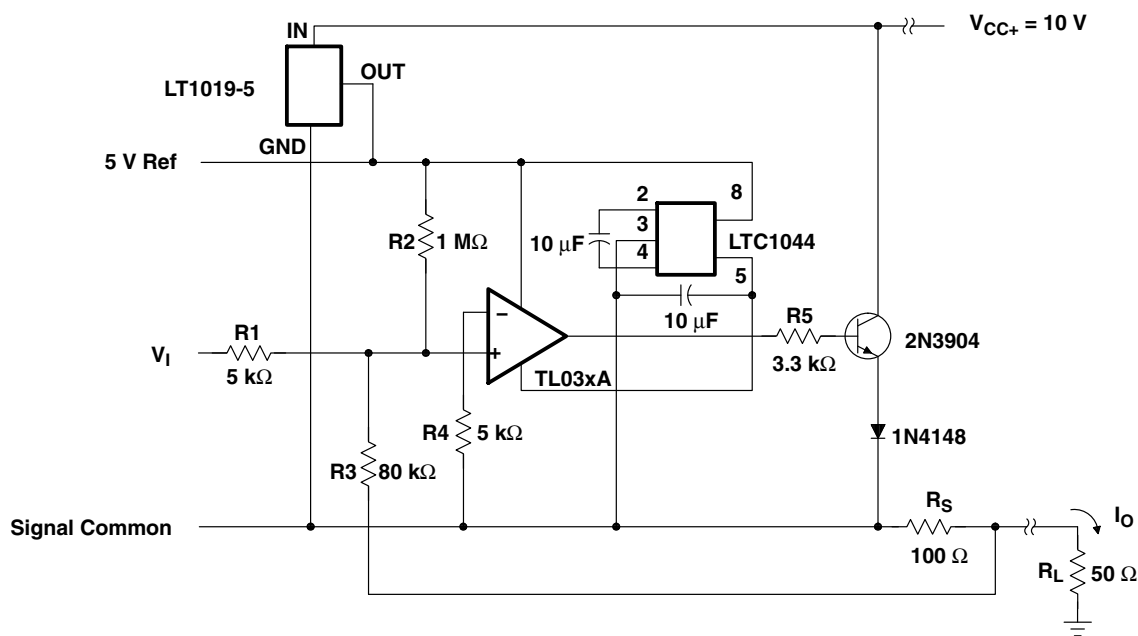 IN
V_CC+ = 10 V
LT1019-5
OUT
GND
5 V Ref
2
8
3
R2
1 MΩ
10 µF
LTC1044
4
5
10 µF
R5
R1
−
2N3904
V_I
+
3.3 kΩ
5 kΩ
TL03xA
R4
5 kΩ
1N4148
R3
80 kΩ
R_S
I_O
Signal Common
100 Ω
R_L
50 Ω